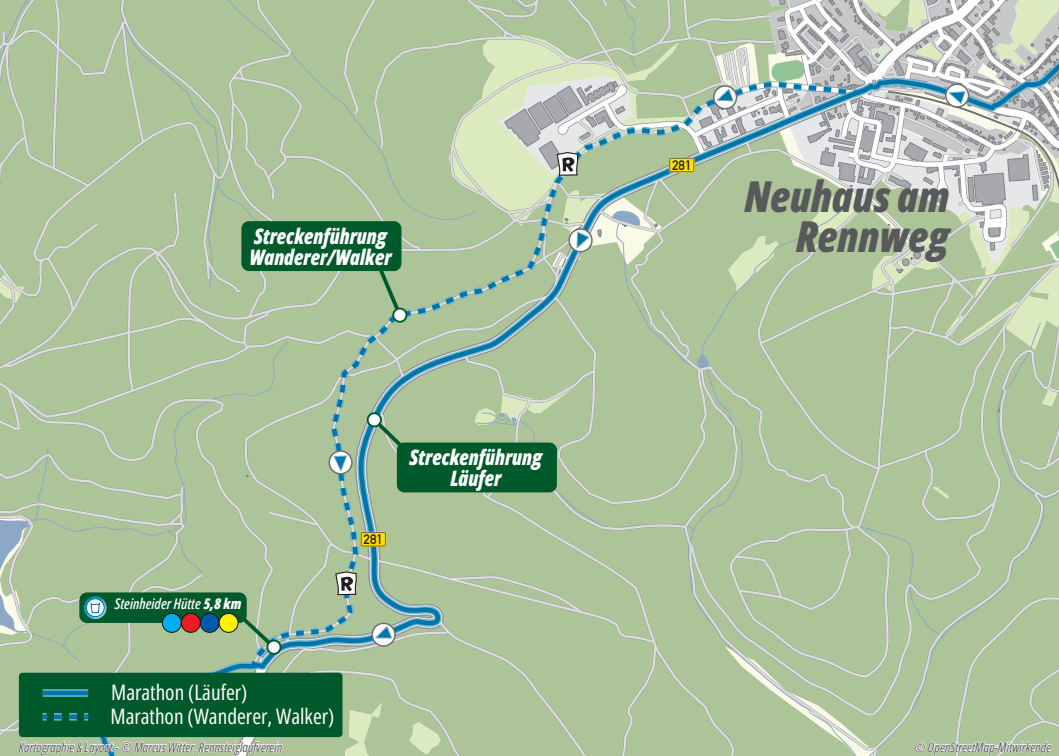 281
R
Neuhaus am
Rennweg
Streckenführung
Wanderer/Walker
Streckenführung
Läufer
281
R
Steinheider Hütte 5,8 km
Marathon (Läufer)
Marathon (Wanderer, Walker)
Kartographie & Layout - © Marcus Witter. Rennsteiglaufverein
© OpenStreetMap-Mitwirkende